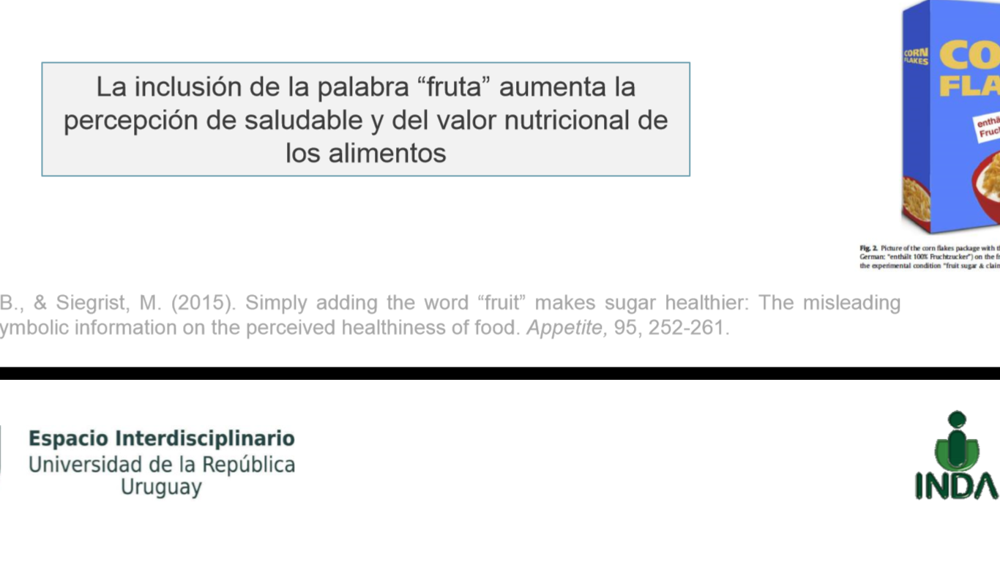 La inclusión de la palabra “fruta” aumenta la
percepción de saludable y del valor nutricional de
los alimentos
CORN
FLAKES
CO
FLA
enthä
Fruch
Fig. 2. Picture of the corn flakes package with t
German: "enthält 100% Fruchtzucker") on the fr
the experimental condition "fruit sugar & clain
B., & Siegrist, M. (2015). Simply adding the word “fruit” makes sugar healthier: The misleading
ymbolic information on the perceived healthiness of food. Appetite, 95, 252-261.
Espacio Interdisciplinario
Universidad de la República
Uruguay
INDA